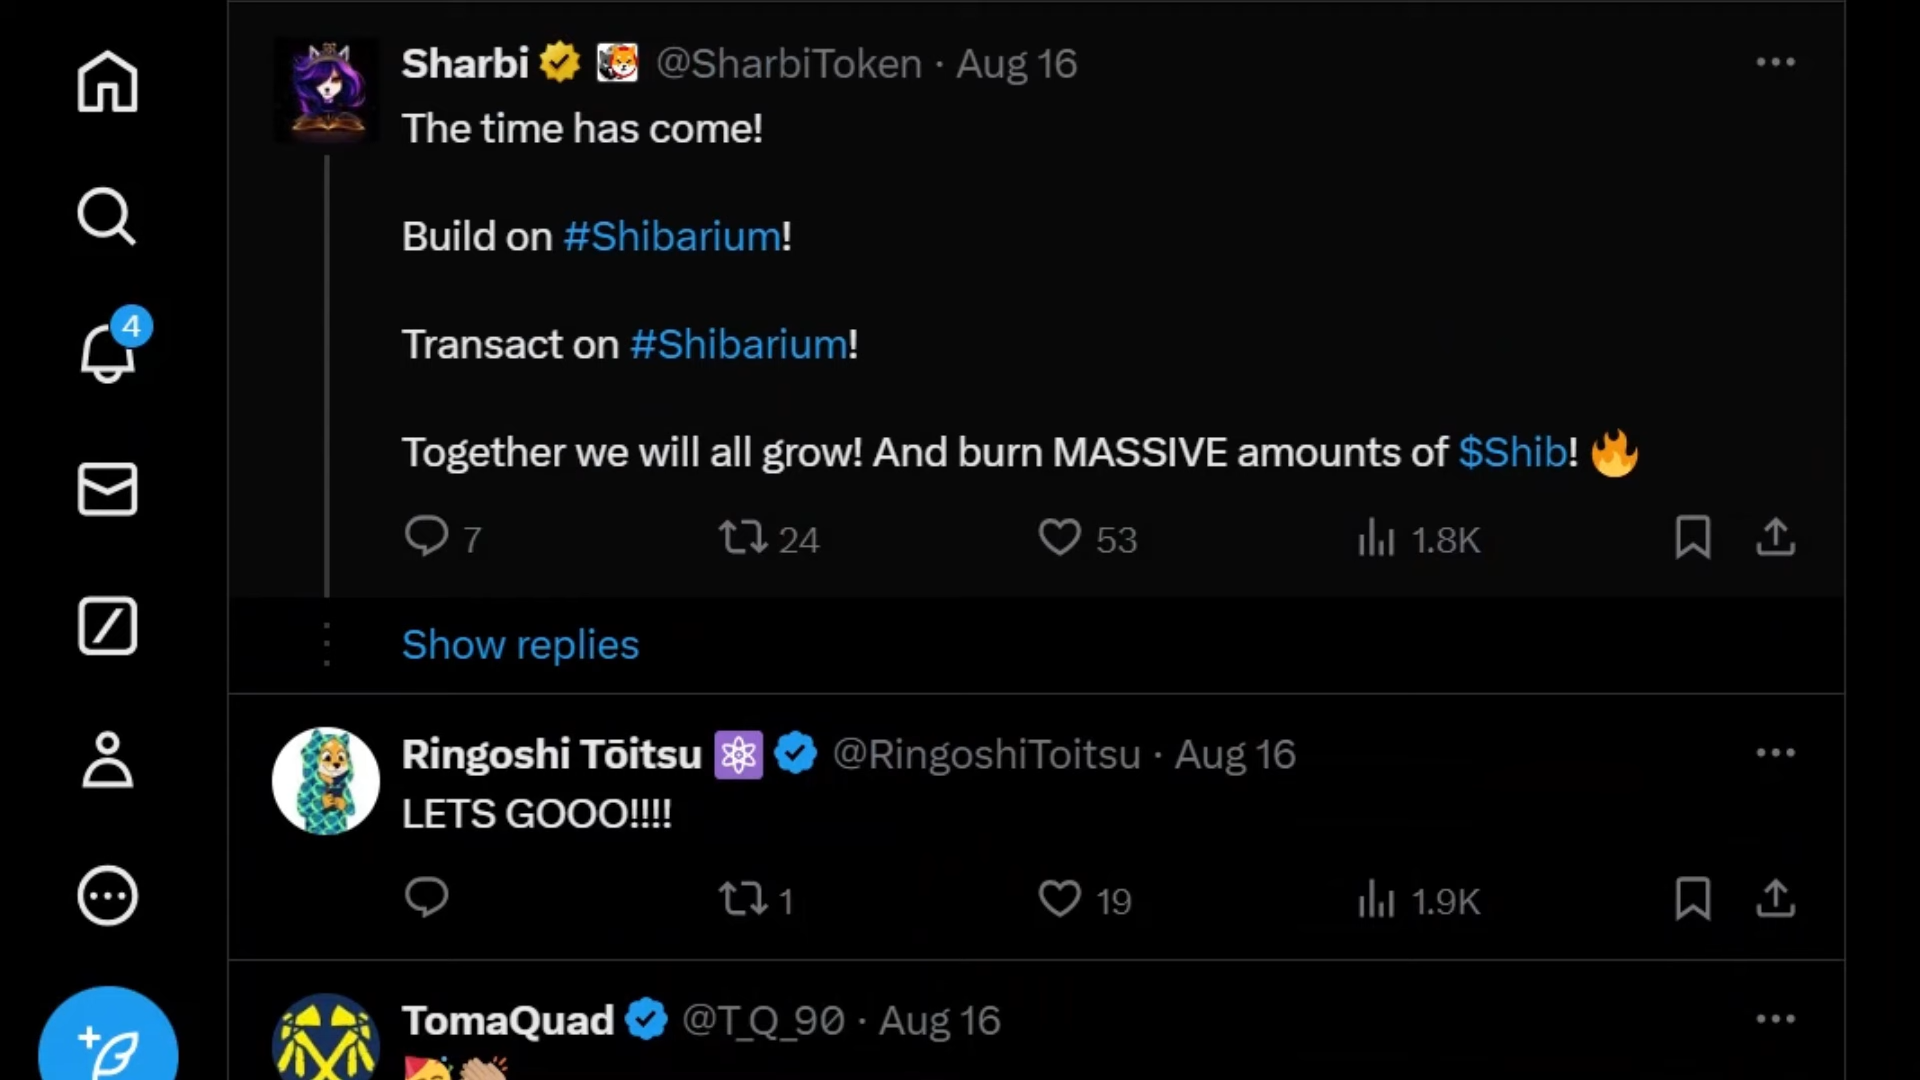 Sharbi @SharbiToken · Aug 16
The time has come!
Build on #Shibarium!
Transact on #Shibarium!
Together we will all grow! And burn MASSIVE amounts of $Shib! 🔥
7 24 53 1.8K
Show replies
4
Ringoshi Tōitsu ⚛ @RingoshiToitsu · Aug 16
LETS GOOO!!!!
1 19 1.9K
TomaQuad @T_Q_90 · Aug 16